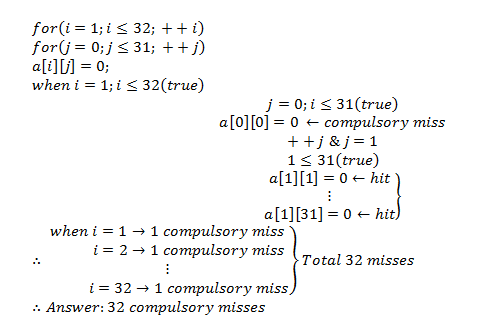 for(i = 1; i ≤ 32; + + i)
for(j = 0; j ≤ 31; + + j)
a[i][j] = 0;
when i = 1; i ≤ 32(true)
j = 0; i ≤ 31(true)
a[0][0] = 0 ← compulsory miss
+ + j & j = 1
1 ≤ 31(true)
a[1][1] = 0 ← hit
⋮
a[1][31] = 0 ← hit
when i = 1 → 1 compulsory miss
∴ i = 2 → 1 compulsory miss
⋮ Total 32 misses
i = 32 → 1 compulsory miss
∴ Answer: 32 compulsory misses